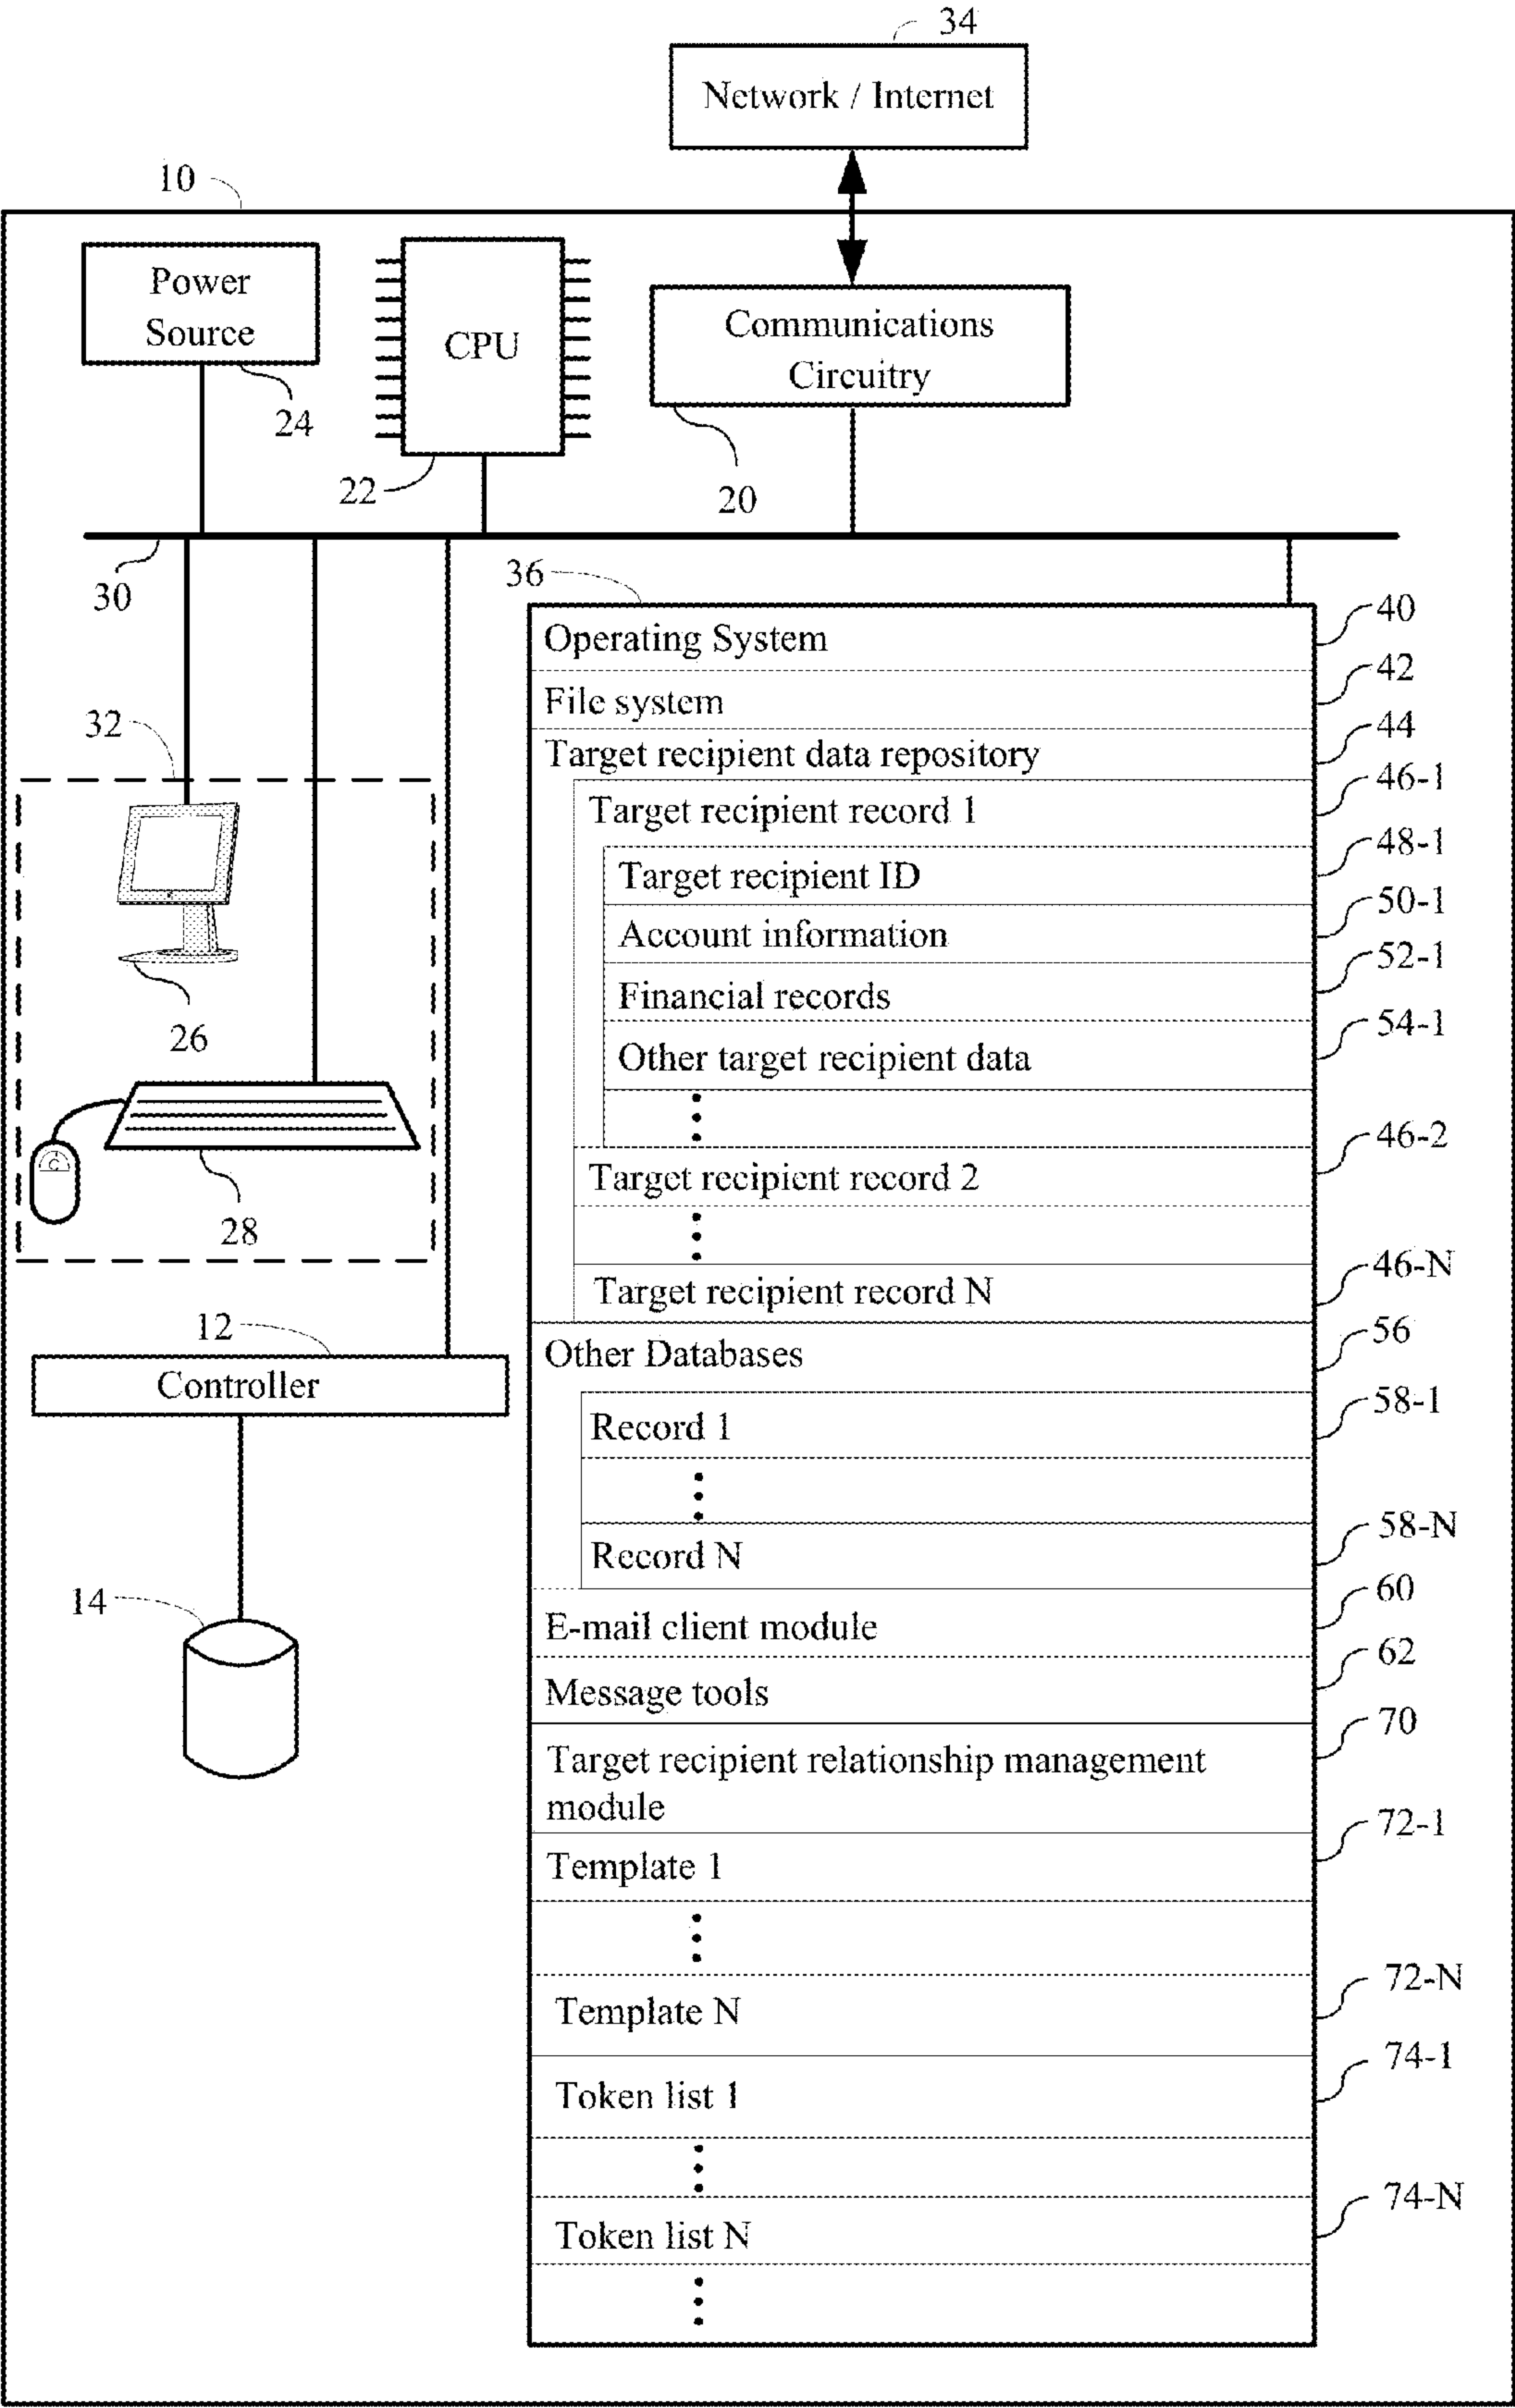 34
Network / Internet
10
Power
Source
24
CPU
22
Communications
Circuitry
20
30
36
Operating System
40
File system
42
Target recipient data repository
44
Target recipient record 1
46-1
Target recipient ID
48-1
Account information
50-1
Financial records
52-1
Other target recipient data
54-1
Target recipient record 2
46-2
Target recipient record N
46-N
32
26
C
28
12
Controller
14
Other Databases
56
Record 1
58-1
Record N
58-N
E-mail client module
60
Message tools
62
Target recipient relationship management
module
70
Template 1
72-1
Template N
72-N
Token list 1
74-1
Token list N
74-N